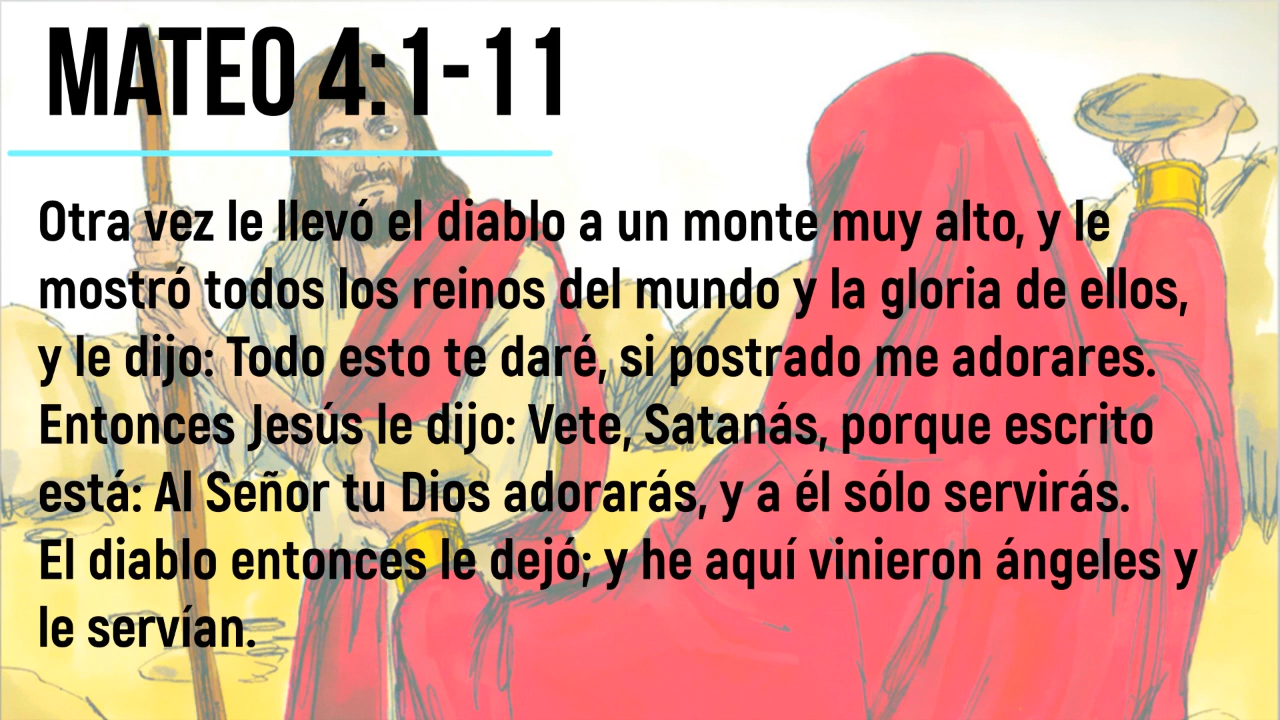 MATEO 4:1-11
Otra vez le llevó el diablo a un monte muy alto, y le
mostró todos los reinos del mundo y la gloria de ellos,
y le dijo: Todo esto te daré, si postrado me adorares.
Entonces Jesús le dijo: Vete, Satanás, porque escrito
está: Al Señor tu Dios adorarás, y a él sólo servirás.
El diablo entonces le dejó; y he aquí vinieron ángeles y
le servían.